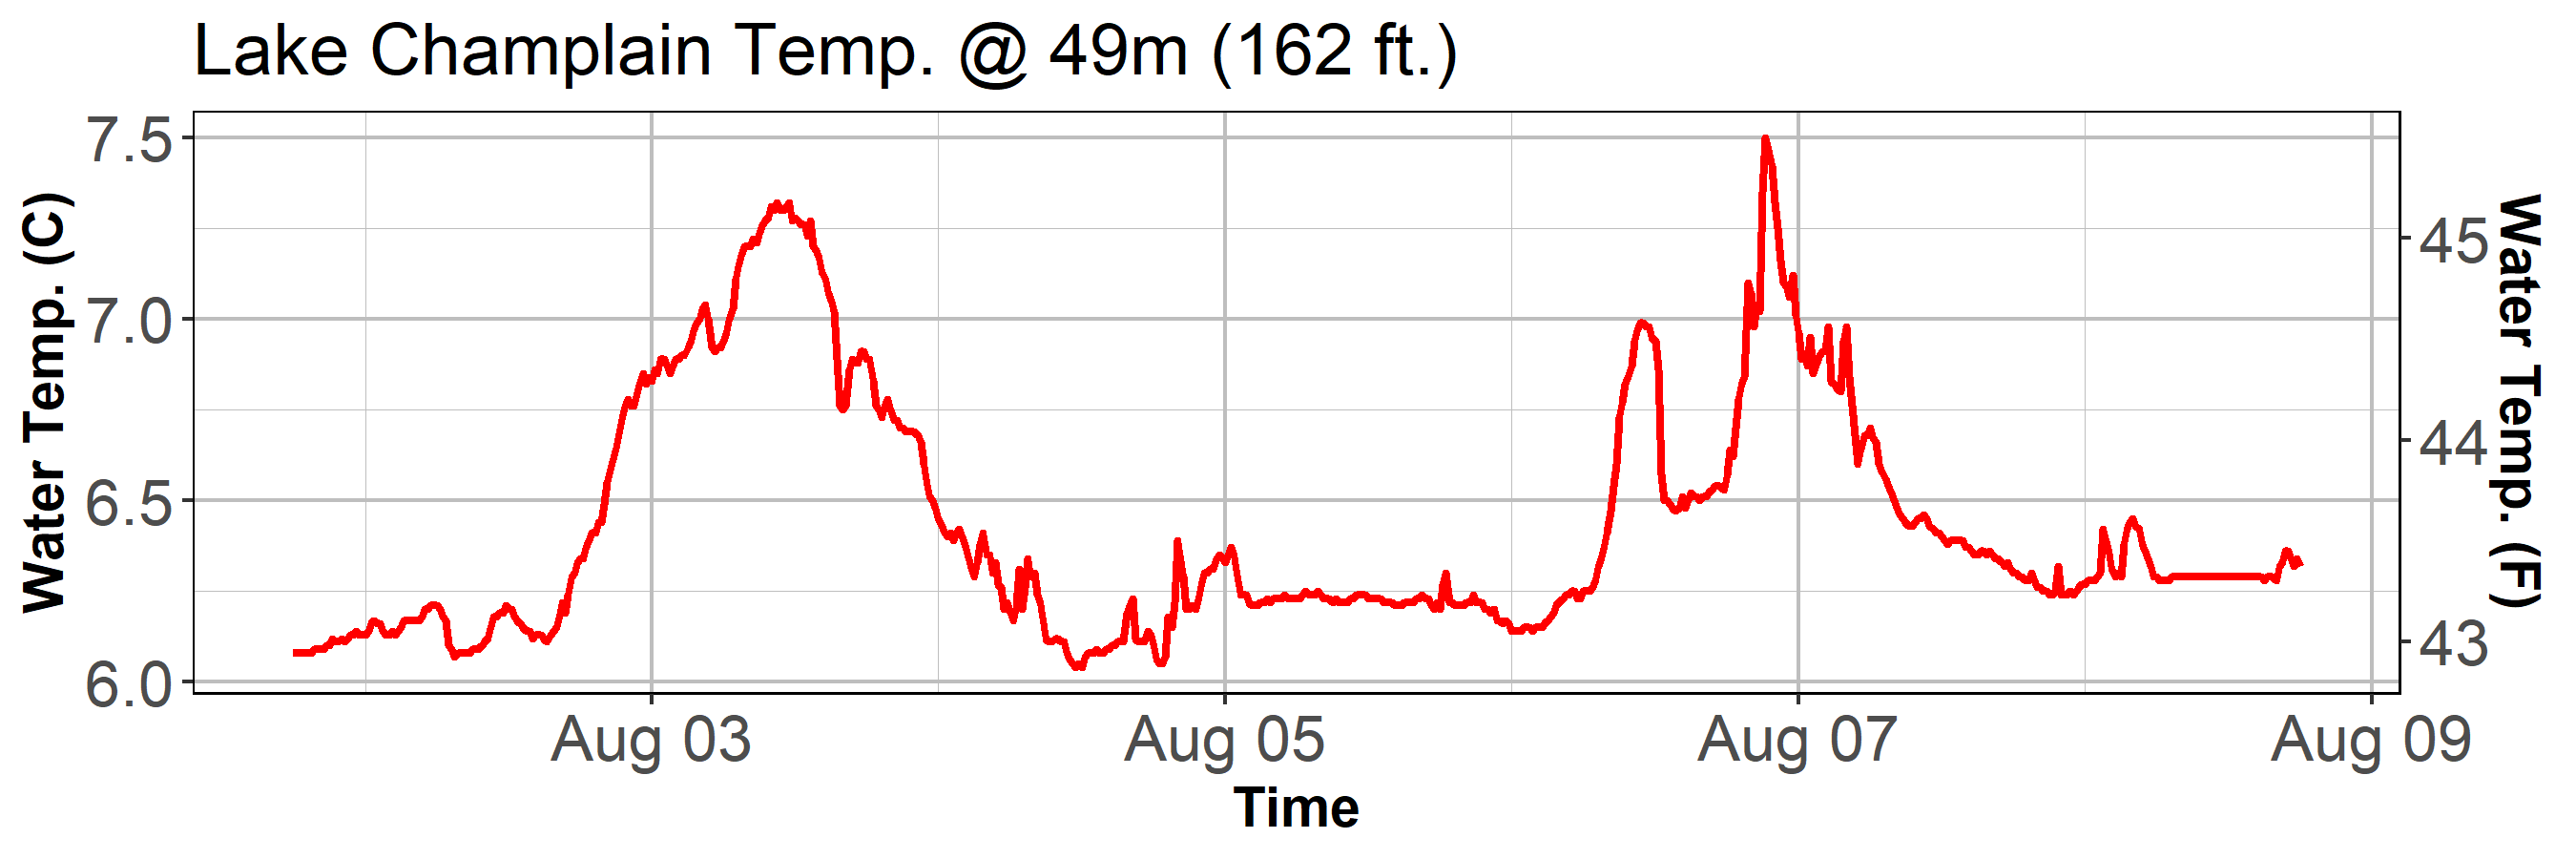 Lake Champlain Temp. @ 49m (162 ft.)
Water Temp. (C)
7.5
7.0
6.5
6.0
45
44
43
Water Temp. (F)
Aug 03 Aug 05 Aug 07 Aug 09
Time